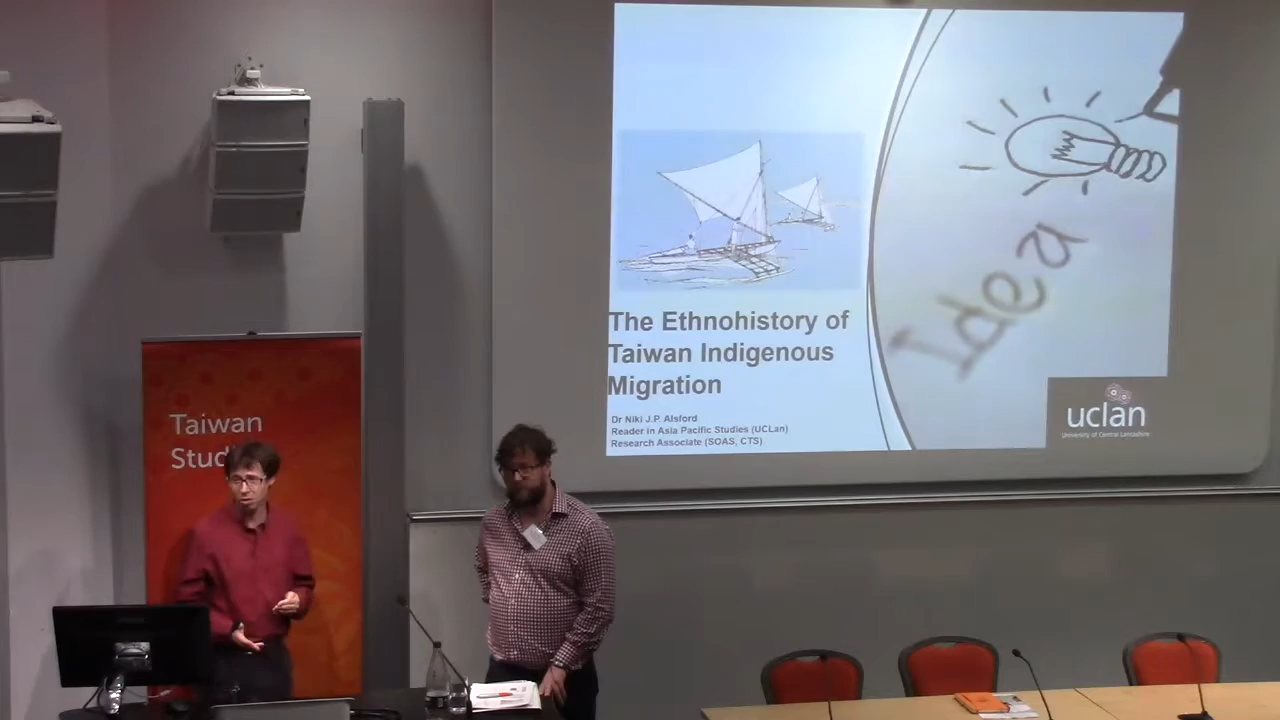 Taiwan
Stud
The Ethnohistory of
Taiwan Indigenous
Migration
Dr Niki J.P. Alsford
Reader in Asia Pacific Studies (UCLan)
Research Associate (SOAS, CTS)
Idea
uclan
University of Central Lancashire